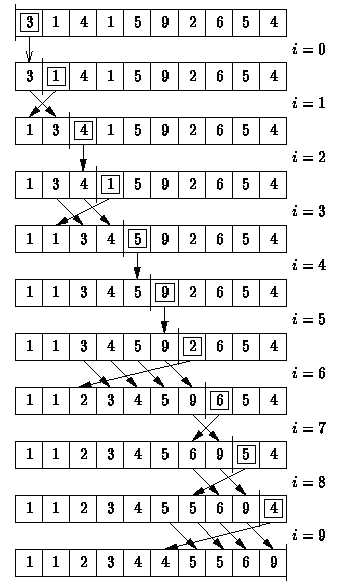 3 1 4 1 5 9 2 6 5 4
i = 0
3 1 4 1 5 9 2 6 5 4
i = 1
1 3 4 1 5 9 2 6 5 4
i = 2
1 3 4 1 5 9 2 6 5 4
i = 3
1 1 3 4 5 9 2 6 5 4
i = 4
1 1 3 4 5 9 2 6 5 4
i = 5
1 1 3 4 5 9 2 6 5 4
i = 6
1 1 2 3 4 5 9 6 5 4
i = 7
1 1 2 3 4 5 6 9 5 4
i = 8
1 1 2 3 4 5 5 6 9 4
i = 9
1 1 2 3 4 4 5 5 6 9